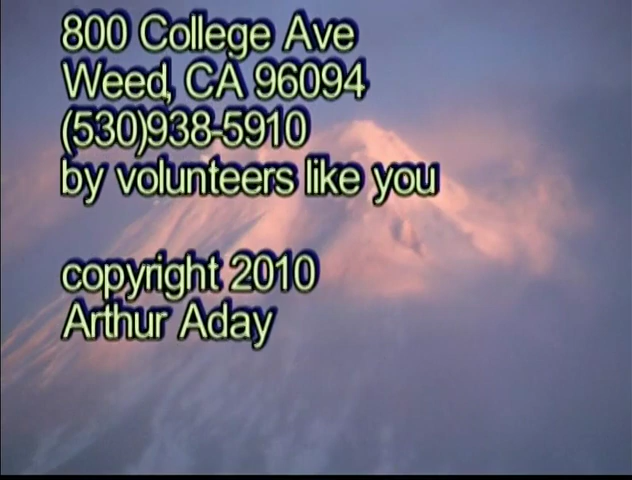 800 College Ave
Weed, CA 96094
(530)938-5910
by volunteers like you
copyright 2010
Arthur Aday